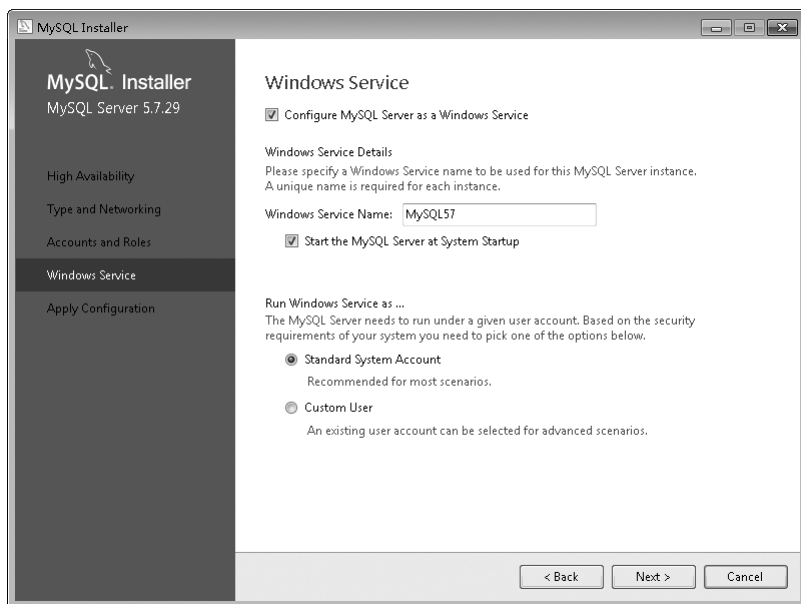 MySQL Installer
MySQL. Installer
MySQL Server 5.7.29
High Availability
Type and Networking
Accounts and Roles
Windows Service
Apply Configuration
Windows Service
Configure MySQL Server as a Windows Service
Windows Service Details
Please specify a Windows Service name to be used for this MySQL Server instance.
A unique name is required for each instance.
Windows Service Name: MySQL57
Start the MySQL Server at System Startup
Run Windows Service as ...
The MySQL Server needs to run under a given user account. Based on the security
requirements of your system you need to pick one of the options below.
Standard System Account
Recommended for most scenarios.
Custom User
An existing user account can be selected for advanced scenarios.
< Back Next > Cancel